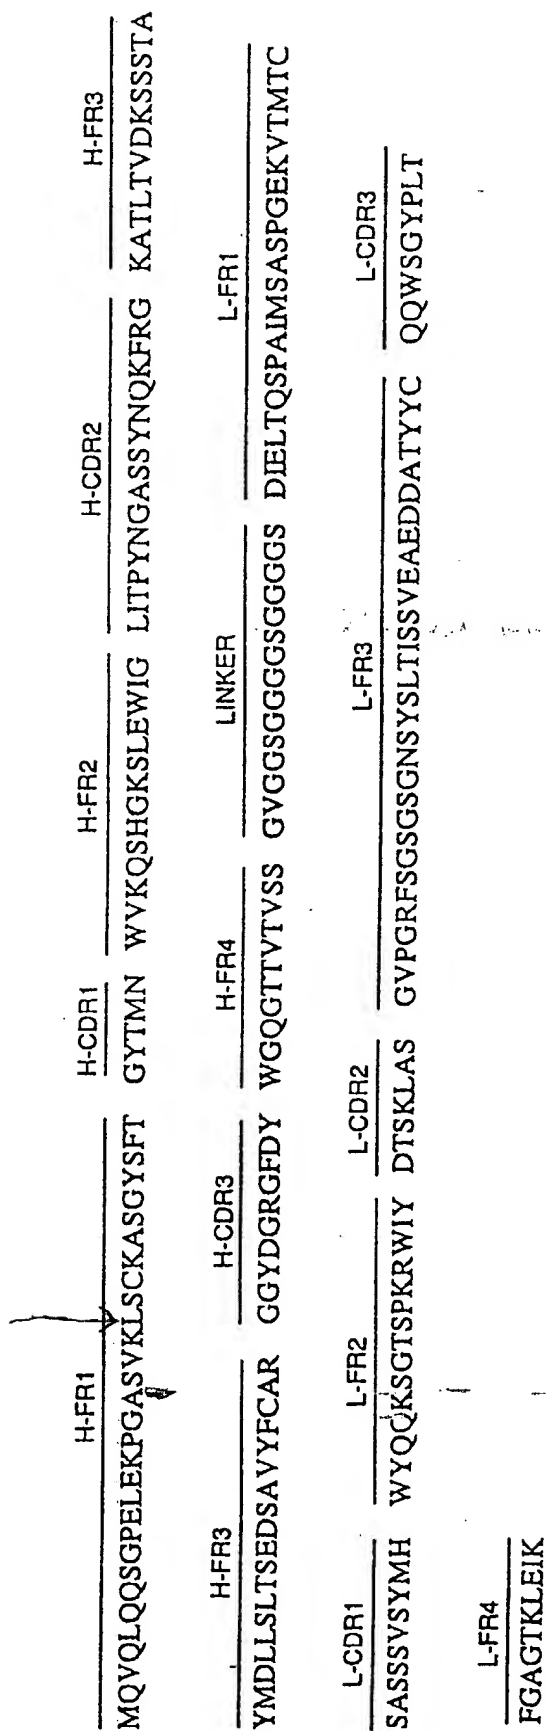 H-FR1 H-CDR1 H-FR2 H-CDR2 H-FR3
MQVQLQQSGPELEKPGASVKLSCKASGYSFT GYTMN WVKQSHGKSLEWIG LITPYNGASSYNQKFRG KATLTVDKSSSTA
H-FR3 H-CDR3 H-FR4 LINKER L-FR1
YMDLLSLTSEDSAVYFCAR GGYDGRGFDY WGQGTTVTVSS GVGGSGGGGSGGGGS DIELTQSPAIMSASPGEKVTMTC
L-CDR1 L-FR2 L-CDR2 L-FR3 L-CDR3
SASSSVSYMH WYQQKSGTSPKRWIY DTSKLAS GVPGRFSGSGSGNSYSLTISSVEAEDDATYYC QQWSGYPLT
L-FR4
FGAGTKLEIK